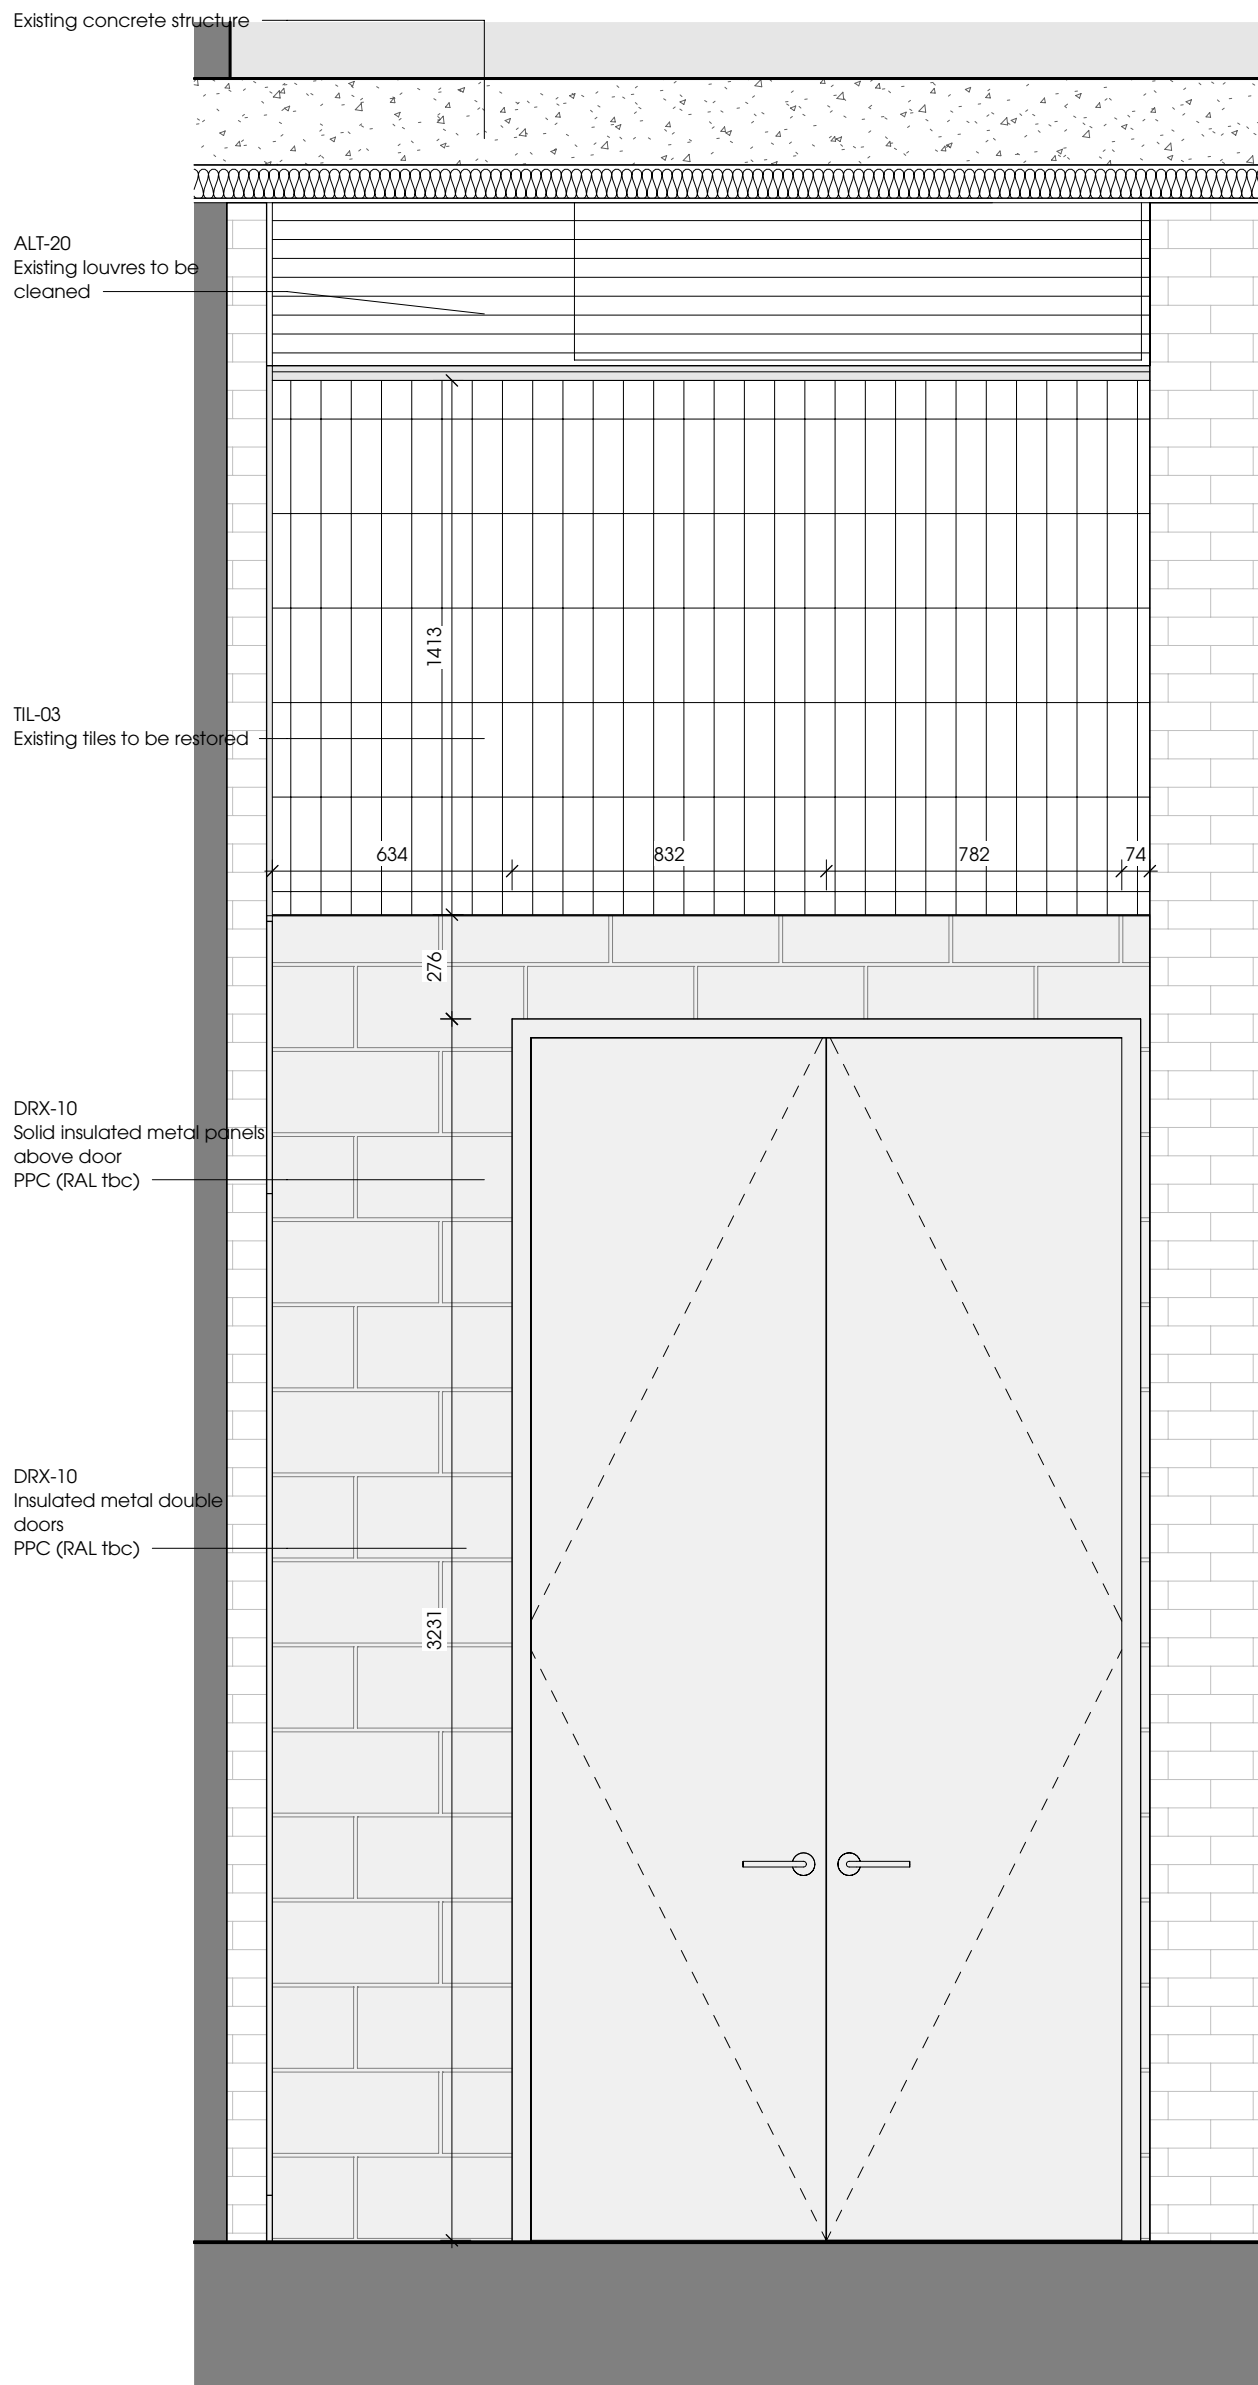 Existing concrete structure
ALT-20
Existing louvres to be
cleaned
1413
TIL-03
Existing tiles to be restored
634
832
782
74
276
DRX-10
Solid insulated metal panels
above door
PPC (RAL tbc)
DRX-10
Insulated metal double
doors
PPC (RAL tbc)
3231